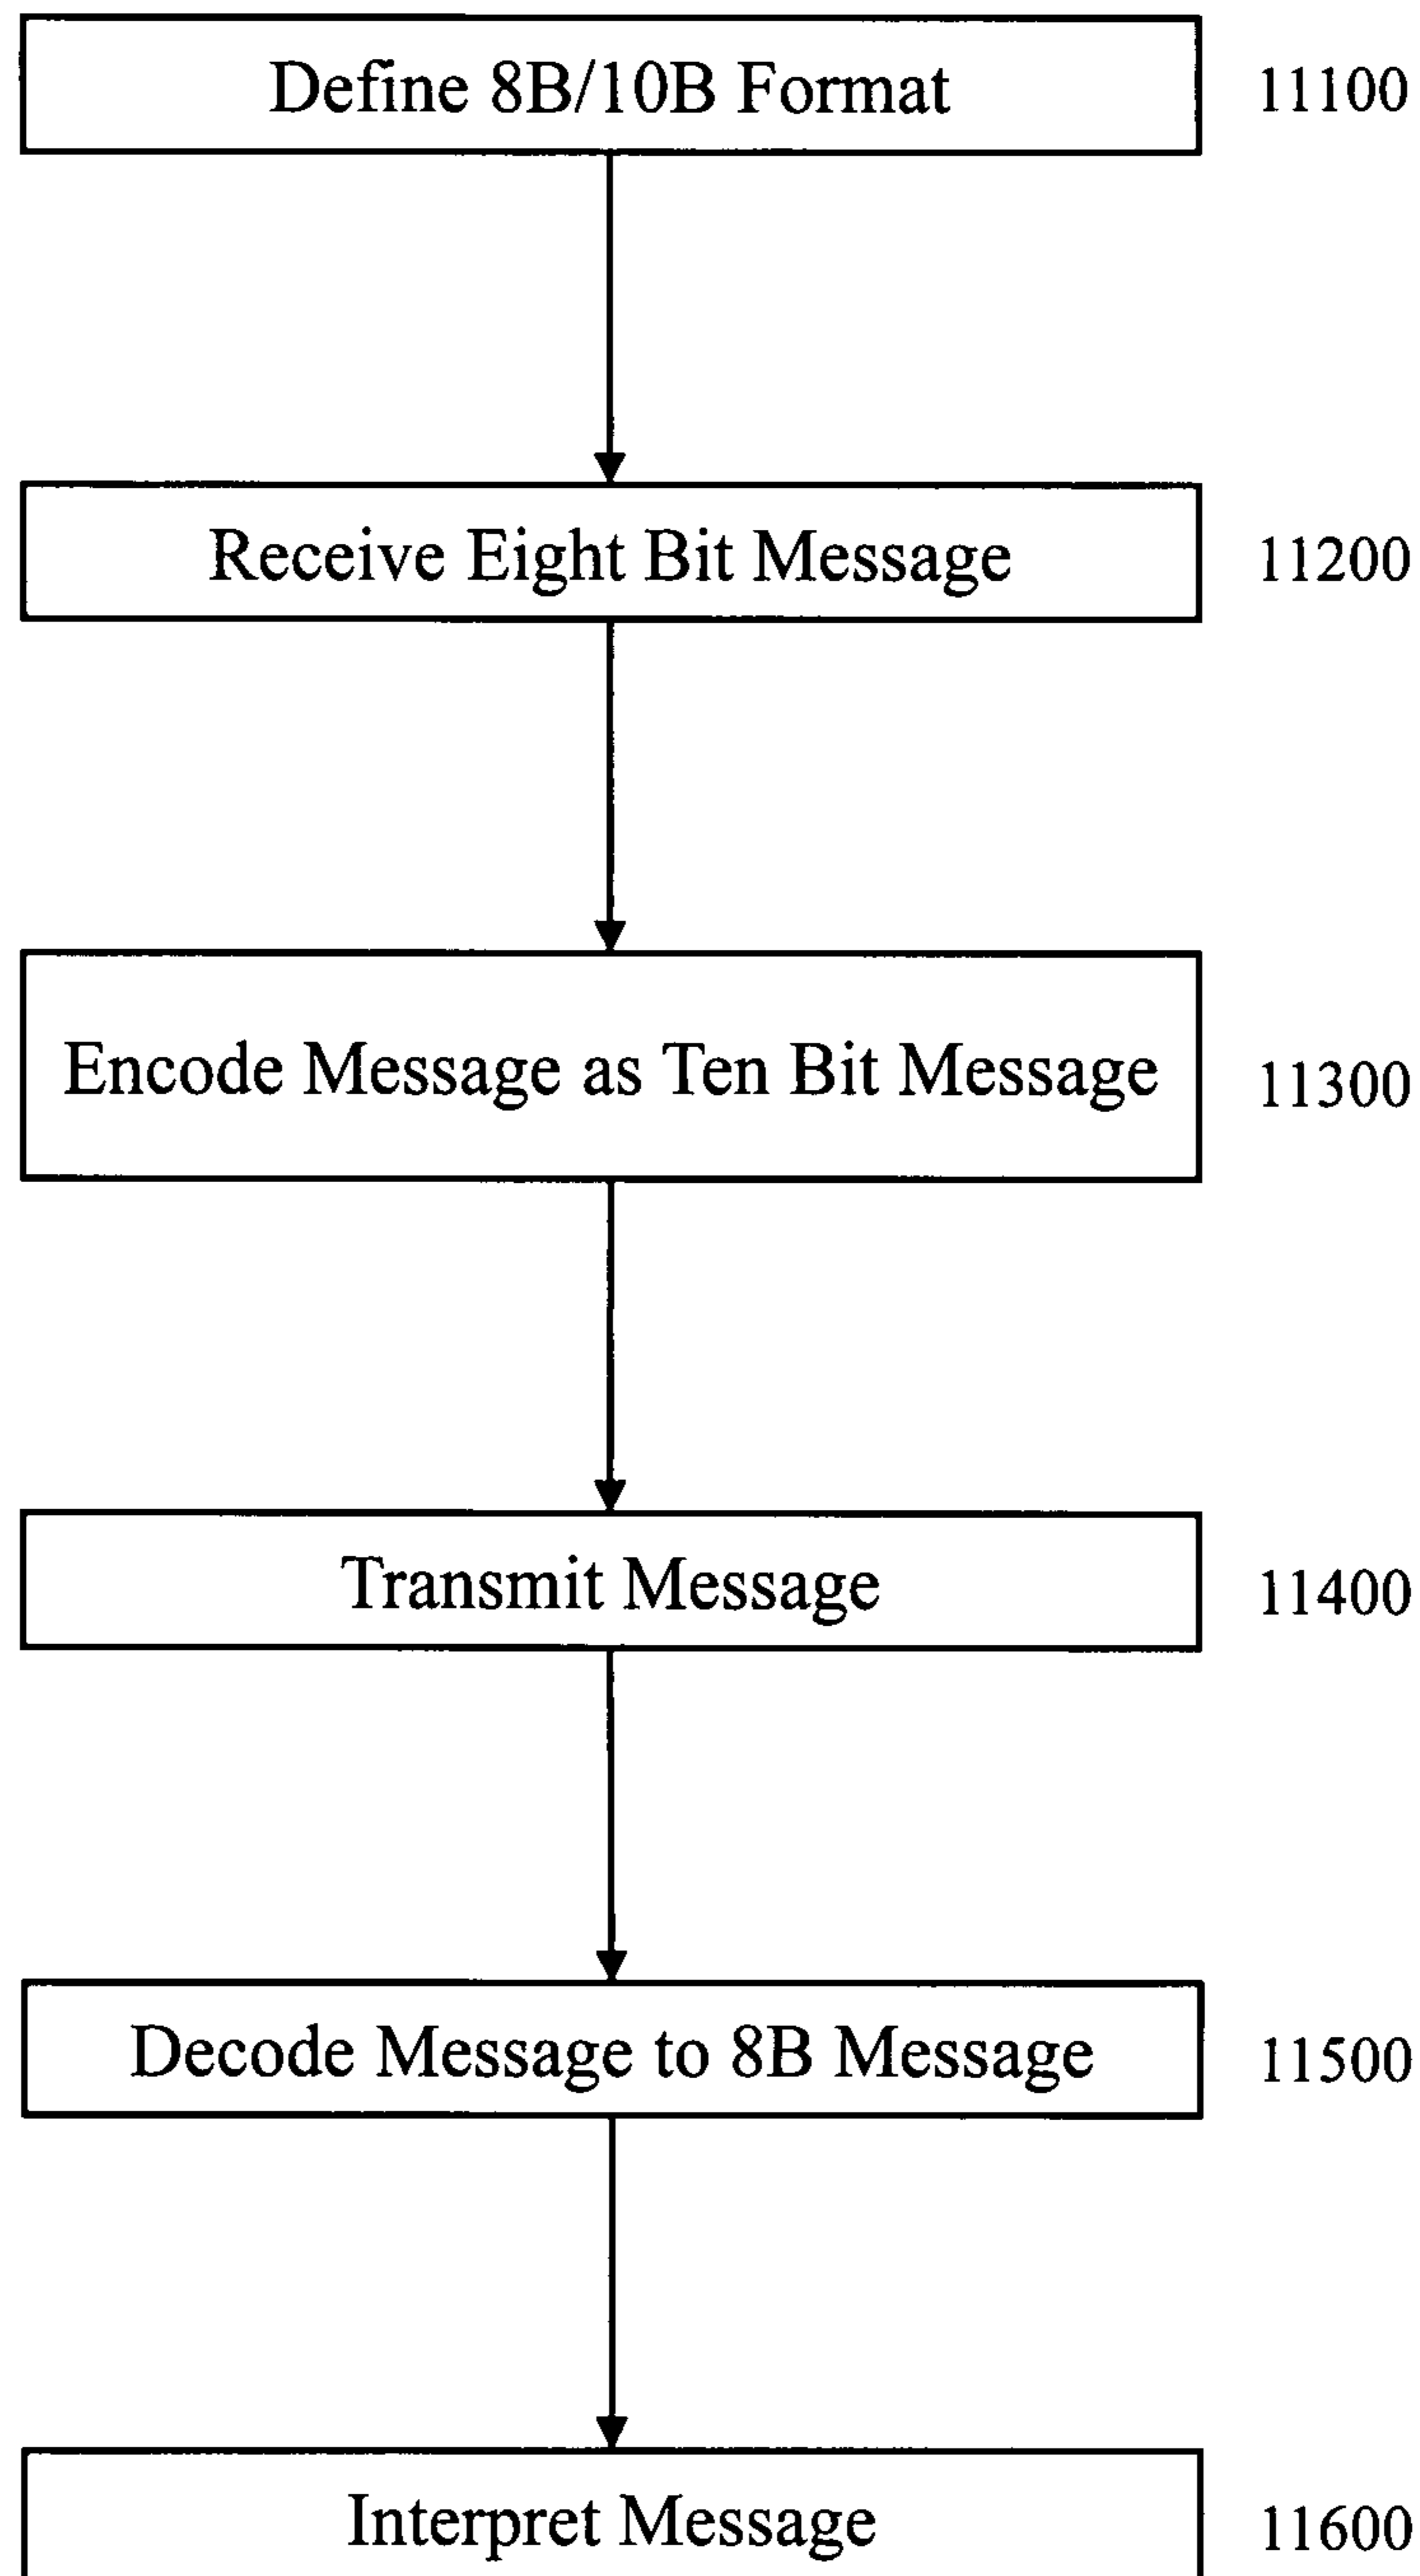 Define 8B/10B Format 11100
Receive Eight Bit Message 11200
Encode Message as Ten Bit Message 11300
Transmit Message 11400
Decode Message to 8B Message 11500
Interpret Message 11600